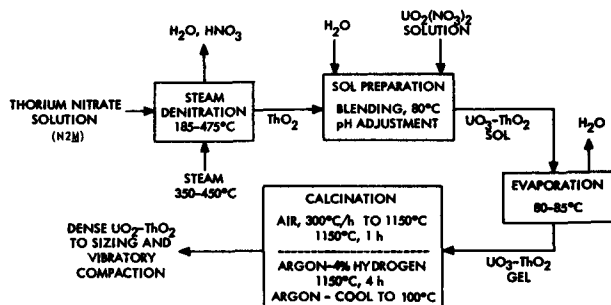 H2O, HNO3
H2O
UO2(NO3)2
SOLUTION
THORIUM NITRATE
SOLUTION
(N2M)
STEAM
DENITRATION
185–475°C
ThO2
SOL PREPARATION
BLENDING, 80°C
pH ADJUSTMENT
UO3–ThO2
SOL
H2O
STEAM
350–450°C
EVAPORATION
80–85°C
CALCINATION
AIR, 300°C/h TO 1150°C
1150°C, 1 h
ARGON–4% HYDROGEN
1150°C, 4 h
ARGON – COOL TO 100°C
UO3–ThO2
GEL
DENSE UO2–ThO2
TO SIZING AND
VIBRATORY
COMPACTION